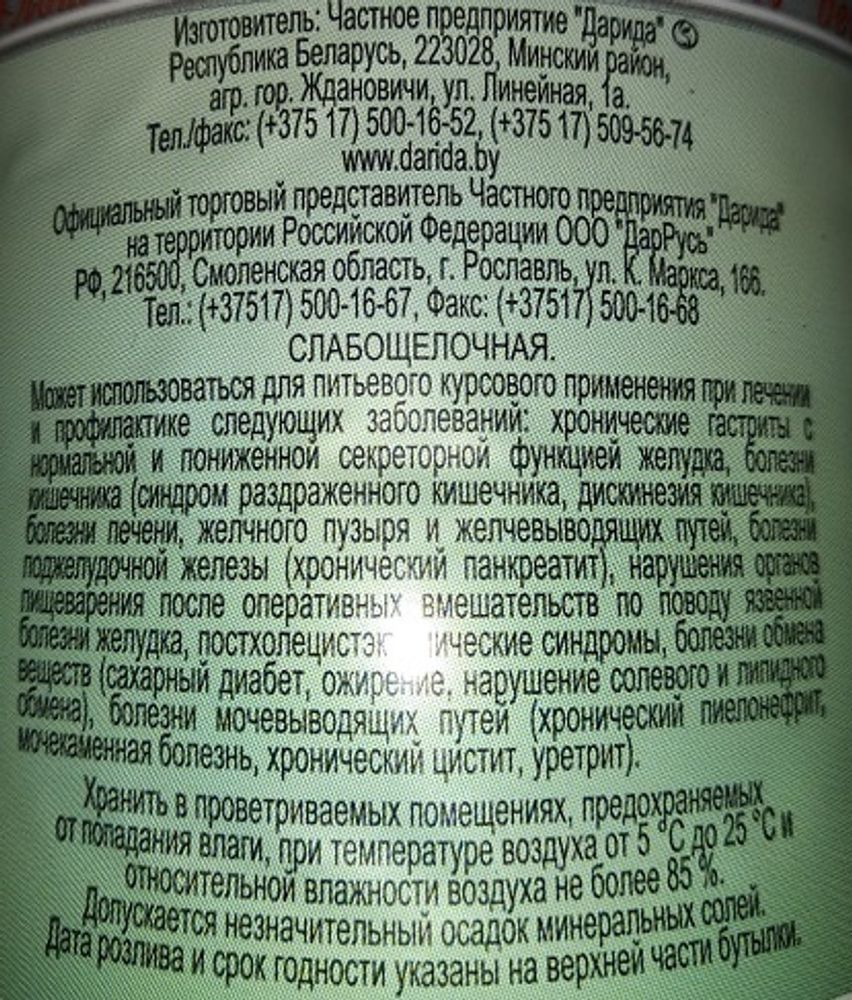 Изготовитель: Частное предприятие "Дарида"
Республика Беларусь, 223028, Минский район,
агр. гор. Ждановичи, ул. Линейная, 1а.
Тел./факс: (+375 17) 500-16-52, (+375 17) 509-56-74
www.darida.by
Официальный торговый представитель Частного предприятия "Дарида"
на территории Российской Федерации ООО "ДарРусь"
РФ, 216500, Смоленская область, г. Рославль, ул. К. Маркса, 166.
Тел.: (+37517) 500-16-67, Факс: (+37517) 500-16-68
СЛАБОЩЕЛОЧНАЯ.
Может использоваться для питьевого курсового применения при лечении
и профилактике следующих заболеваний: хронические гастриты с
нормальной и пониженной секреторной функцией желудка, болезни
кишечника (синдром раздраженного кишечника, дискинезия кишечника),
болезни печени, желчного пузыря и желчевыводящих путей, болезни
поджелудочной железы (хронический панкреатит), нарушения органов
пищеварения после оперативных вмешательств по поводу язвенной
болезни желудка, синдромы, болезни обмена
веществ (сахарный диабет, ожирение, нарушение солевого и липидного
обмена), болезни мочевыводящих путей (хронический пиелонефрит,
мочекаменная болезнь, хронический цистит, уретрит).
Хранить в проветриваемых помещениях, предохраняемых
от попадания влаги, при температуре воздуха от 5 °С до 25 °С и
относительной влажности воздуха не более 85 %.
Допускается незначительный осадок минеральных солей.
Дата розлива и срок годности указаны на верхней части бутылки.